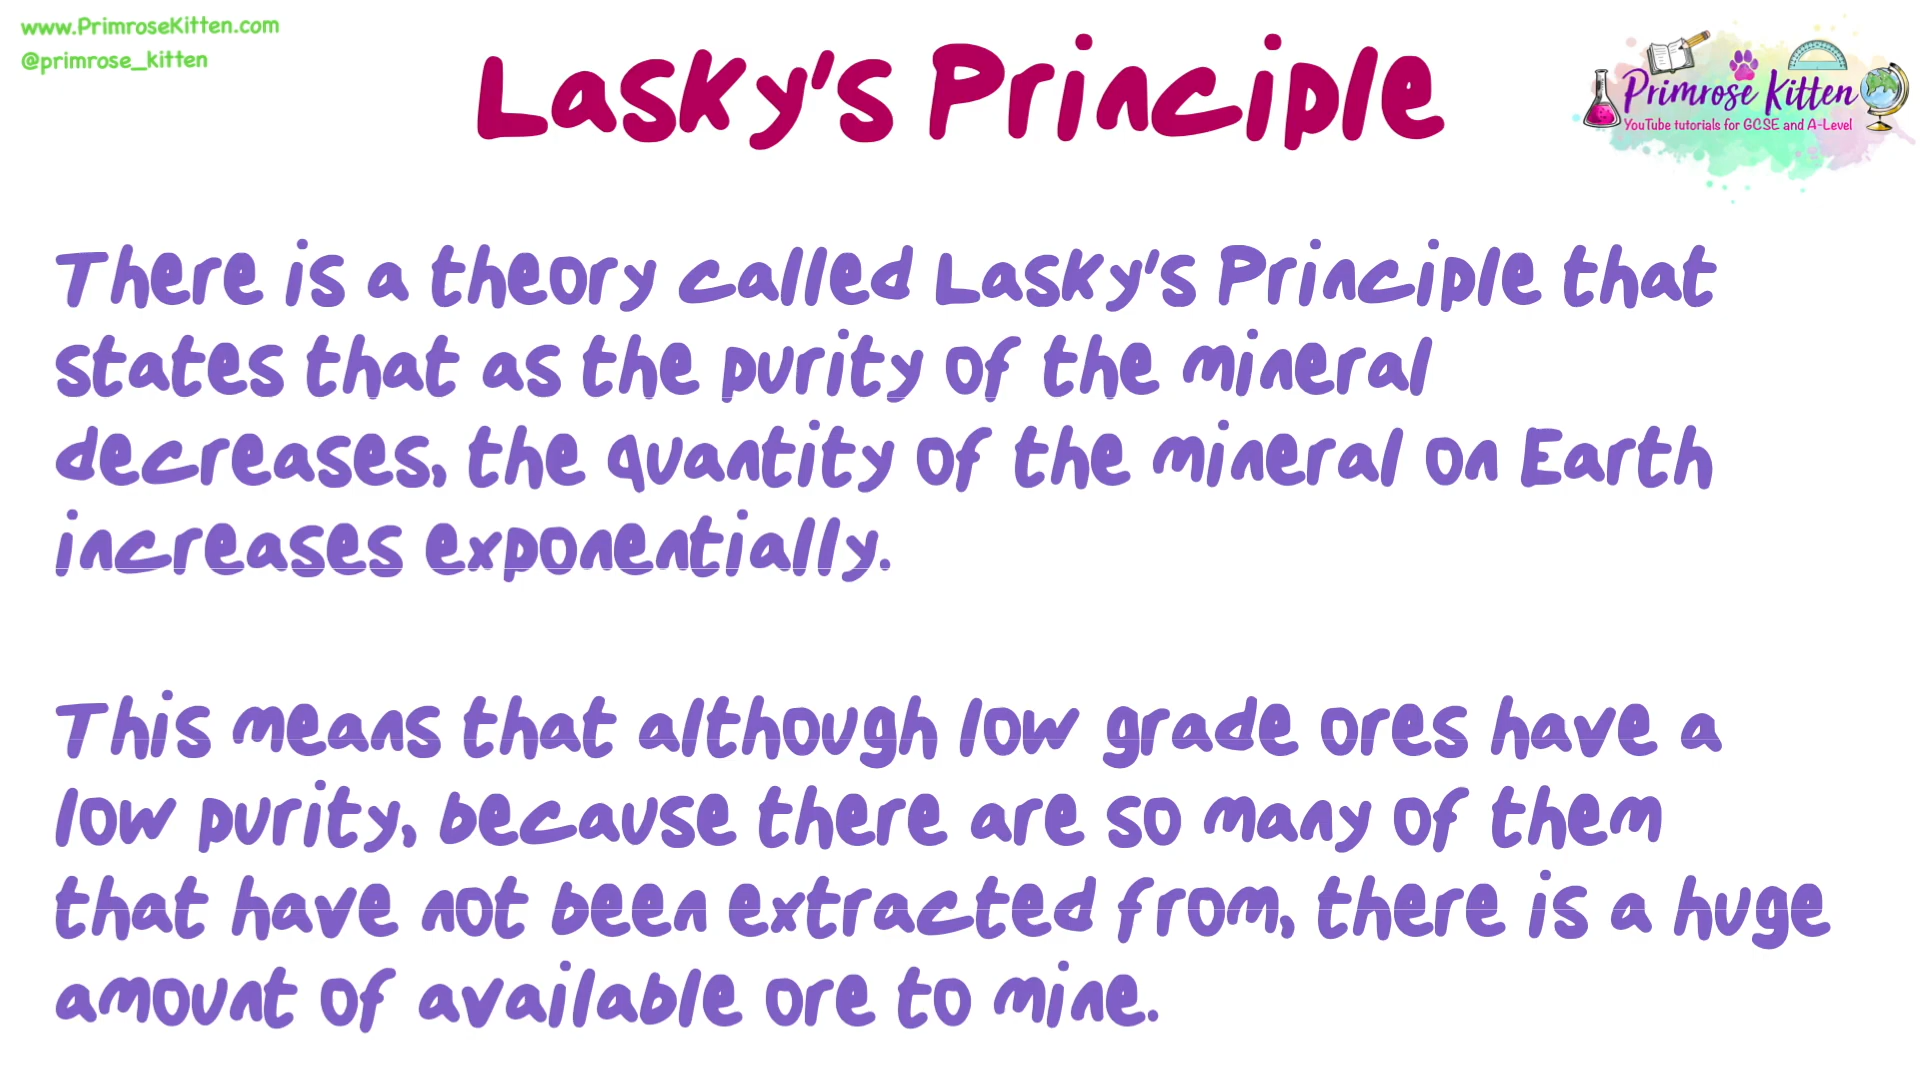 www.PrimroseKitten.com
@primrose_kitten
Lasky's Principle
Primrose Kitten
YouTube tutorials for GCSE and A-Level
There is a theory called Lasky's Principle that
states that as the purity of the mineral
decreases, the quantity of the mineral on Earth
increases exponentially.
This means that although low grade ores have a
low purity, because there are so many of them
that have not been extracted from, there is a huge
amount of available ore to mine.